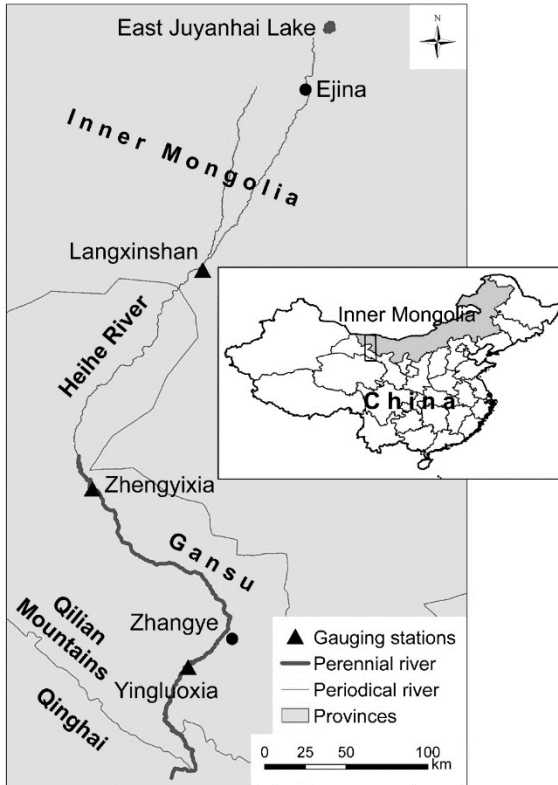 East Juyanhai Lake
N
Ejina
Inner Mongolia
Langxinshan
Heihe River
Inner Mongolia
China
Zhengyixia
Gansu
Qilian
Mountains
Zhangye
Yingluoxia
Qinghai
Gauging stations
Perennial river
Periodical river
Provinces
0 25 50 100
km